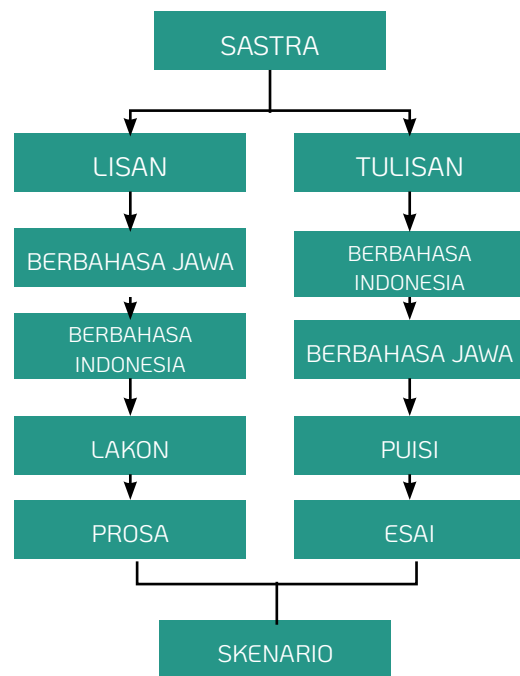 SASTRA
LISAN
TULISAN
BERBAHASA JAWA
BERBAHASA
INDONESIA
BERBAHASA
INDONESIA
BERBAHASA JAWA
LAKON
PUISI
PROSA
ESAI
SKENARIO